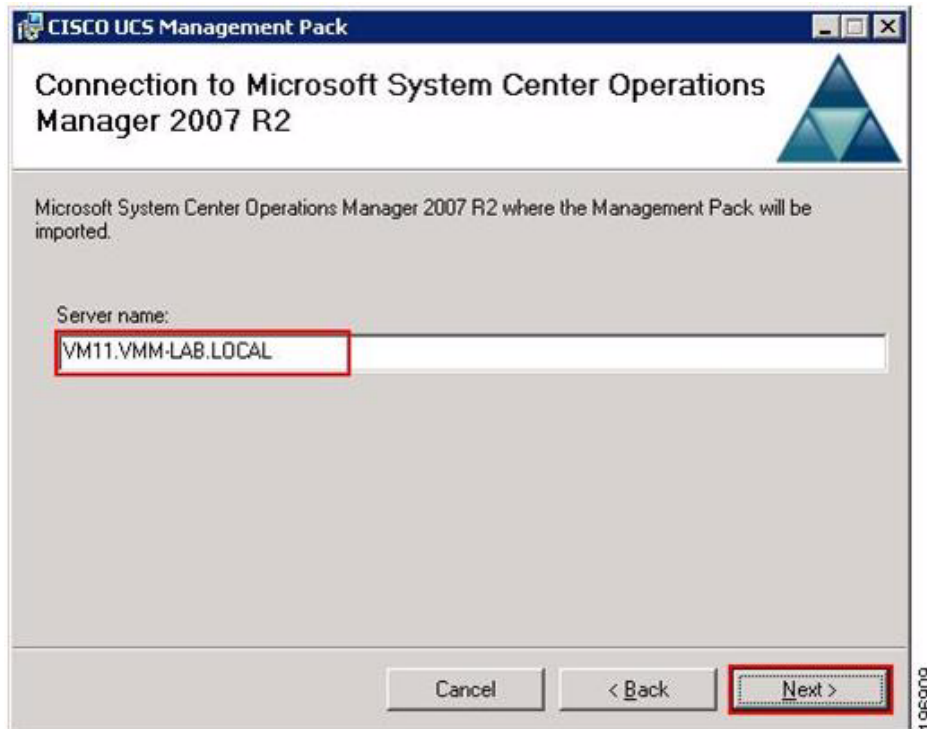 CISCO UCS Management Pack
Connection to Microsoft System Center Operations
Manager 2007 R2
Microsoft System Center Operations Manager 2007 R2 where the Management Pack will be
imported.
Server name:
VM11.VMM-LAB.LOCAL
Cancel
< Back
Next >
196909